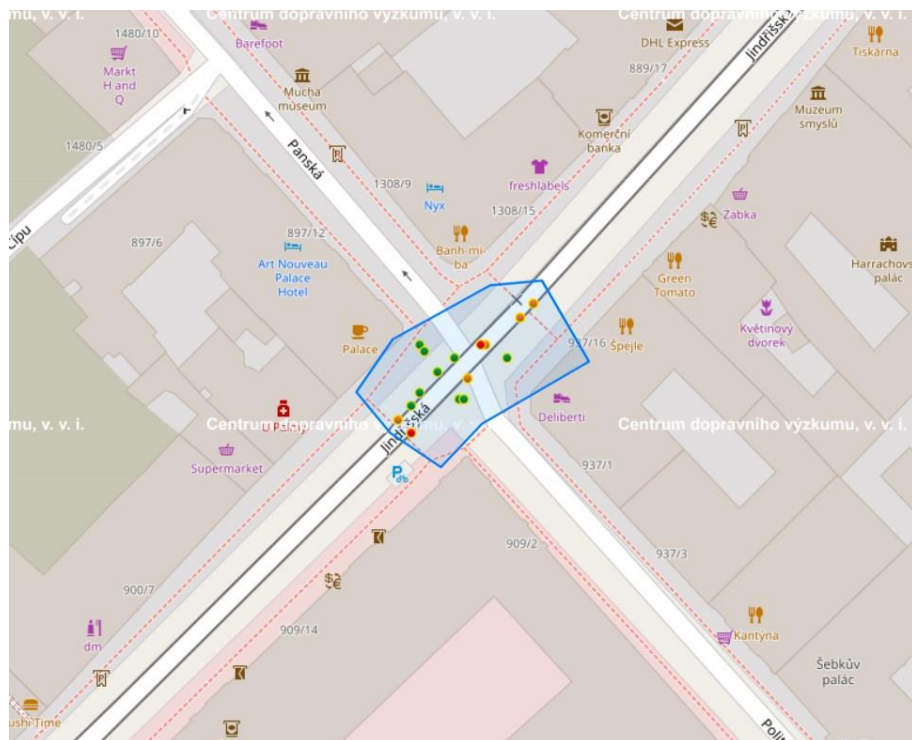 mu, v. v. i.
Centrum dopravního výzkumu, v. v. i.
Centrum dopravního výzkumu, v. v. i.
1480/10
Barefoot
DHL Express
Jindřišská
Tiskárna
Markt
H and
Q
Mucha
museum
889/17
Muzeum
smyslů
Komerční
banka
1480/5
Panská
1308/9
freshlabels
Nyx
1308/15
Žabka
Čipu
897/6
897/12
Banh-mi-
ba
Art Nouveau
Palace
Hotel
Green
Tomato
Harrachovs
palác
Palace
937/16
Špejle
Květinový
dvorek
Deliberti
mu, v. v. i.
Centrum dopravního výzkumu, v. v. i.
Centrum dopravního výzkumu, v. v. i.
Jindřišská
Supermarket
937/1
909/2
937/3
900/7
909/14
dm
Kantýna
Šebkův
palác
ushi Time
Polit